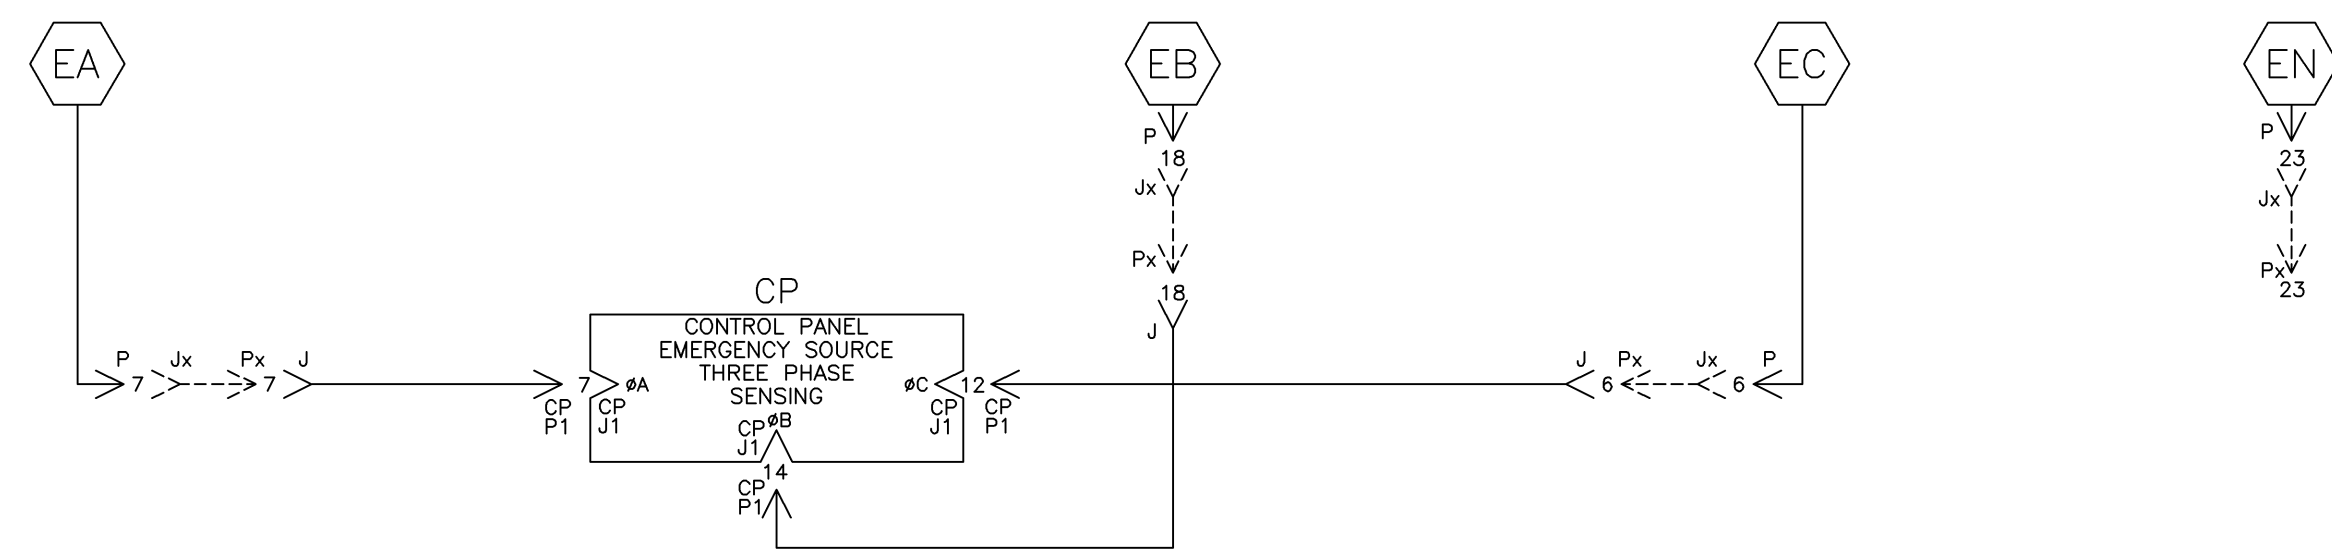 EA
EB
EC
EN
P
18
Jx
Px
18
J
P
23
Jx
Px
23
CP
CONTROL PANEL
EMERGENCY SOURCE
THREE PHASE
SENSING
P
7
Jx
Px
7
J
7
øA
CP
P1
CP
J1
øB
CP
J1
14
CP
P1
øC
12
CP
J1
CP
P1
J
6
Px
Jx
6
P